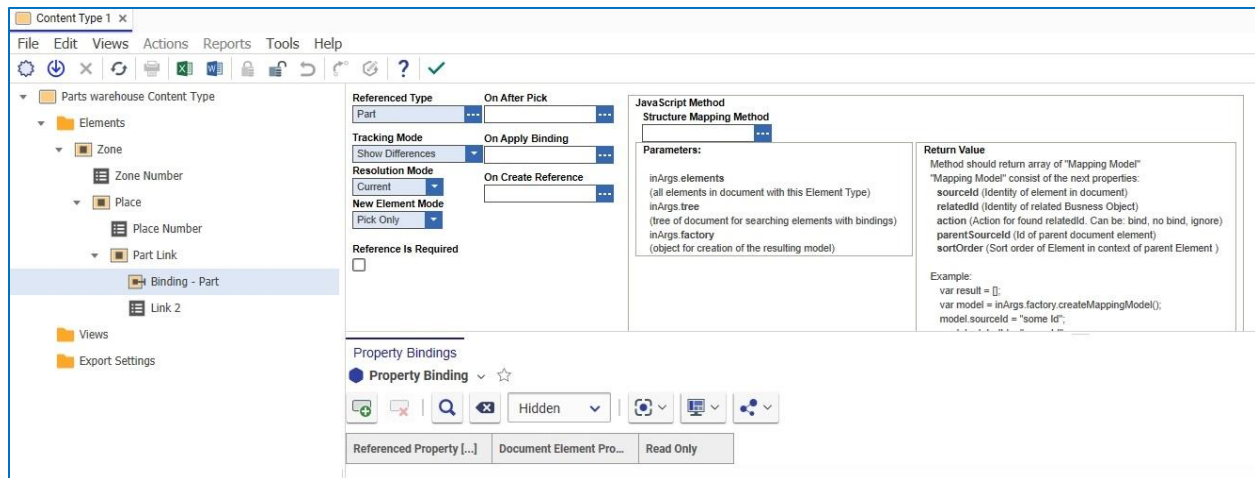 Content Type 1
File Edit Views Actions Reports Tools Help
Parts warehouse Content Type
Elements
Zone
Zone Number
Place
Place Number
Part Link
Binding - Part
Link 2
Views
Export Settings
Referenced Type
Part
Tracking Mode
Show Differences
Resolution Mode
Current
New Element Mode
Pick Only
Reference Is Required
On After Pick
On Apply Binding
On Create Reference
JavaScript Method
Structure Mapping Method
Parameters:
inArgs.elements
(all elements in document with this Element Type)
inArgs.tree
(tree of document for searching elements with bindings)
inArgs.factory
(object for creation of the resulting model)
Return Value
Method should return array of "Mapping Model"
"Mapping Model" consist of the next properties:
sourceId (Identity of element in document)
relatedId (Identity of related Busness Object)
action (Action for found relatedId. Can be: bind, no bind, ignore)
parentSourceId (Id of parent document element)
sortOrder (Sort order of Element in context of parent Element )
Example:
var result = [];
var model = inArgs.factory.createMappingModel();
model.sourceId = "some Id";
Property Bindings
Property Binding
Hidden
Referenced Property [...] Document Element Pro... Read Only